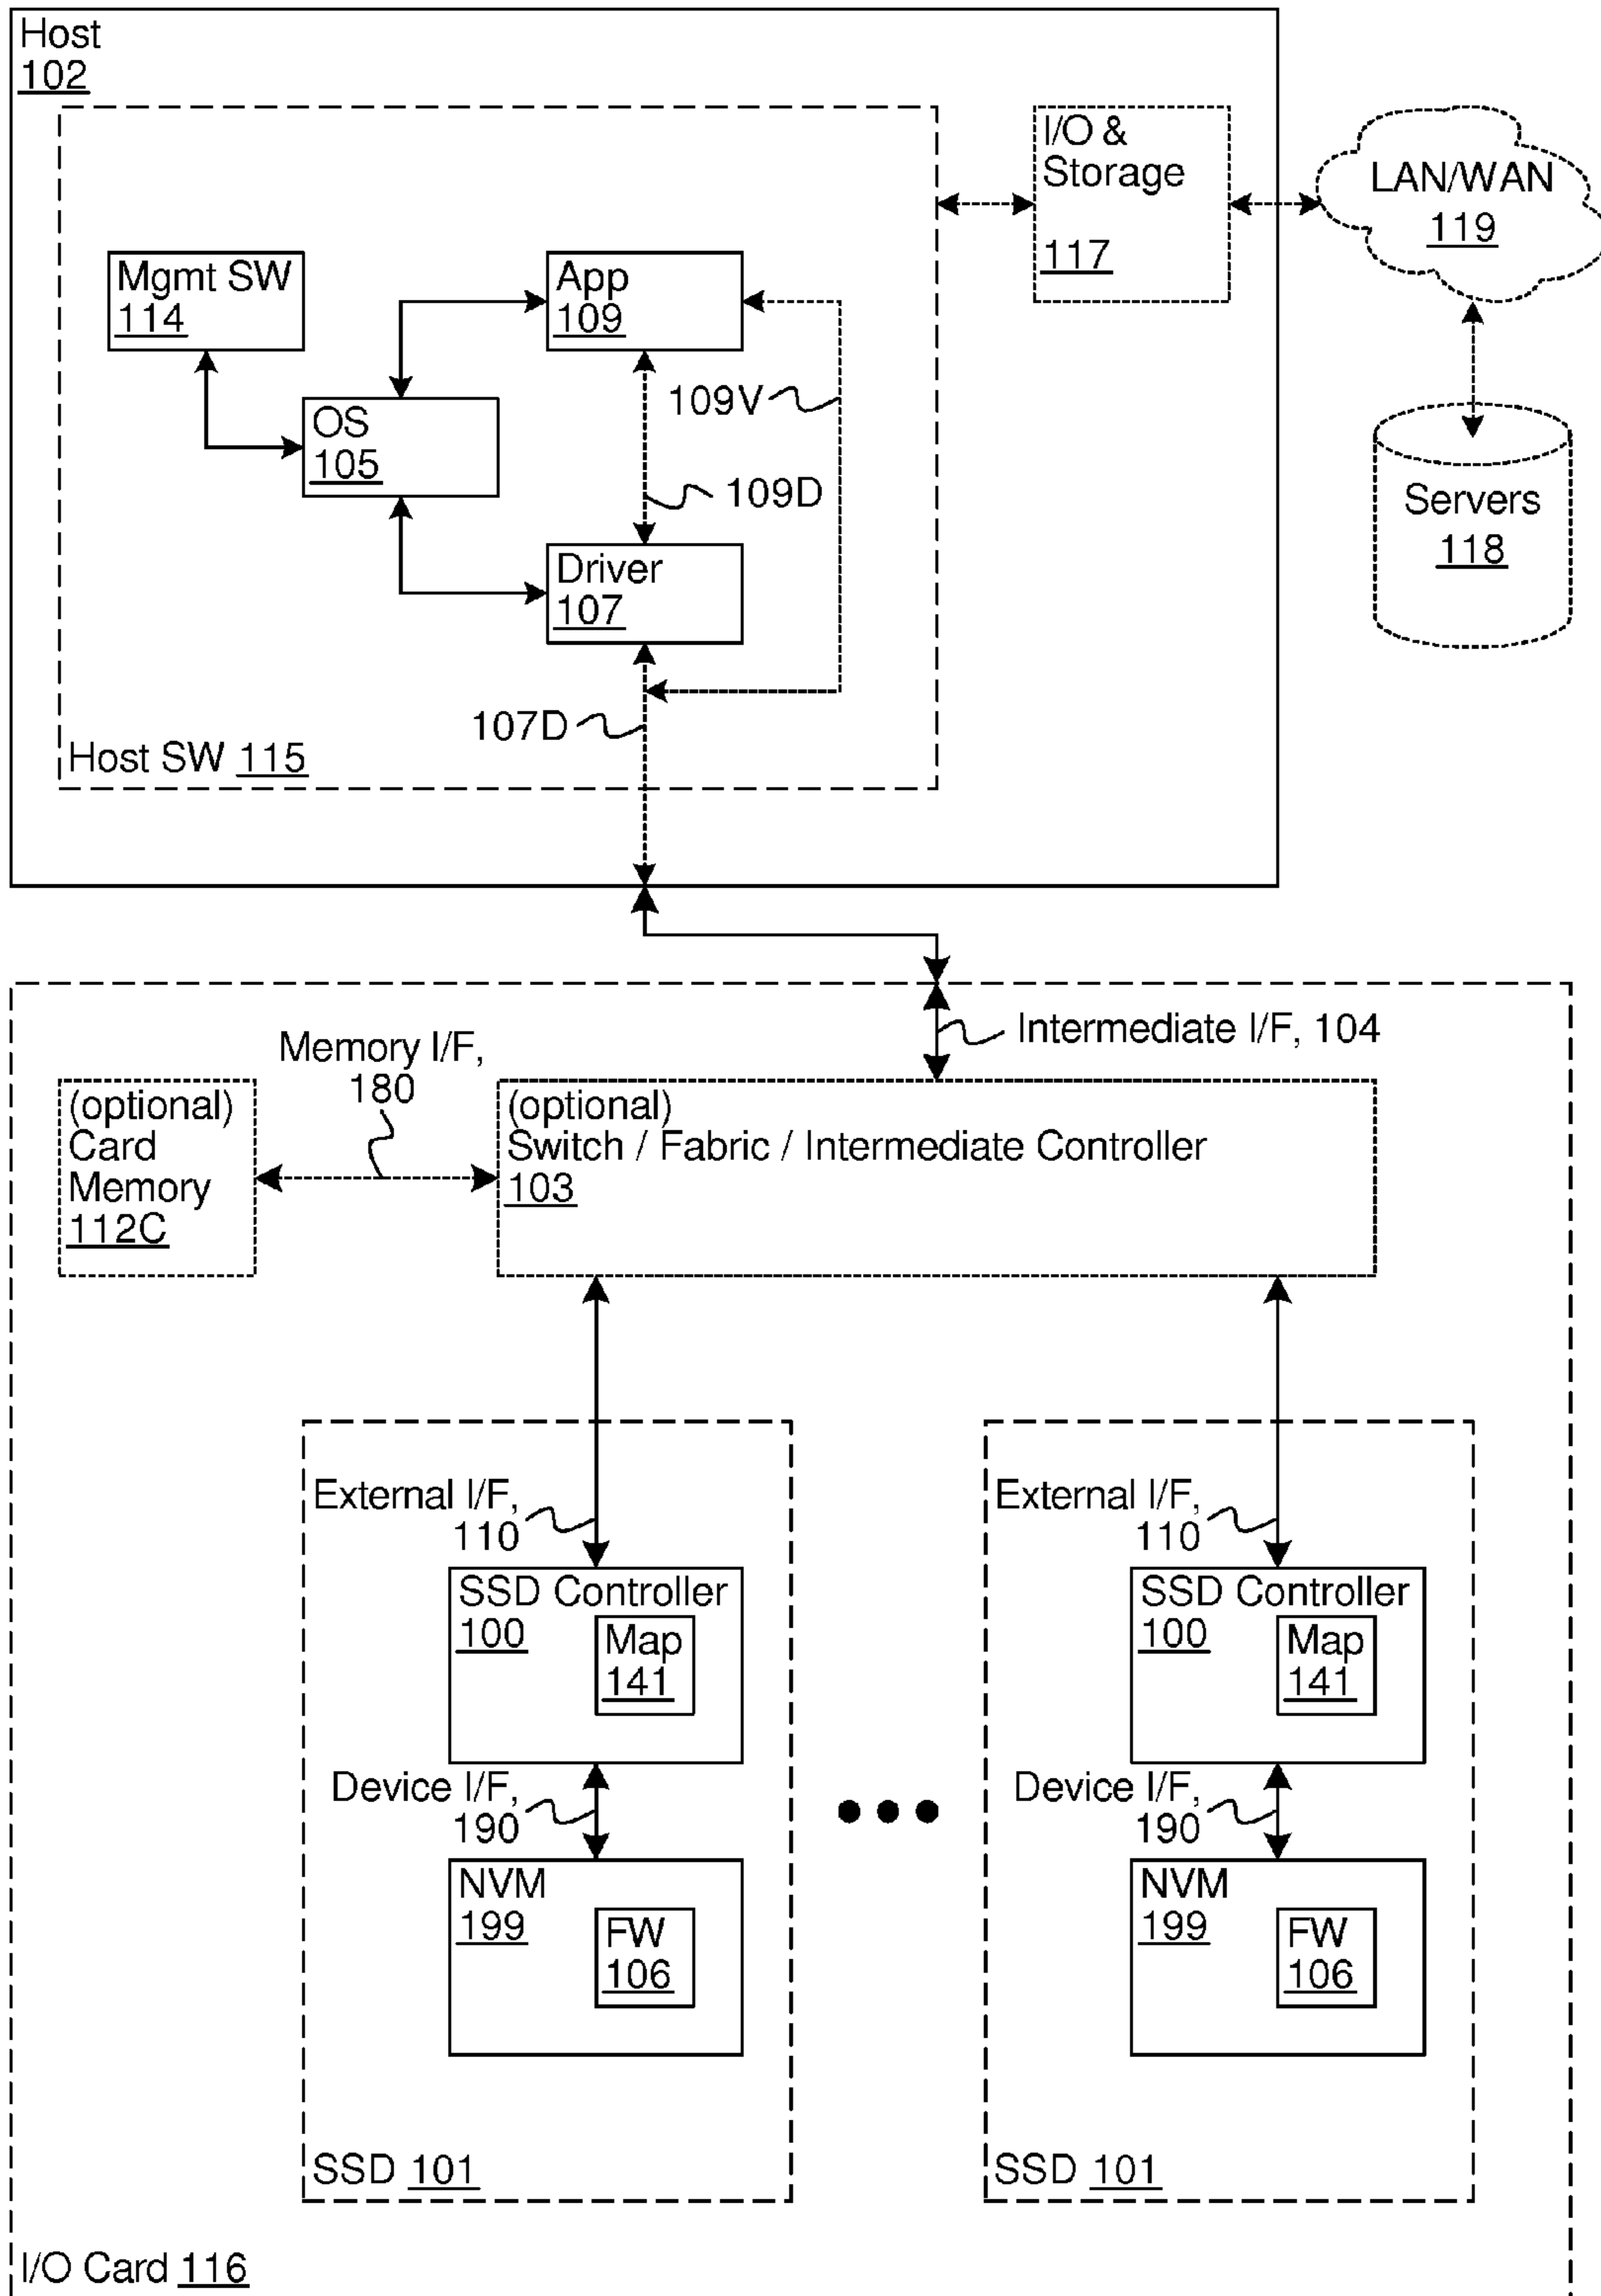 Host
102
I/O &
Storage
117
LAN/WAN
119
Mgmt SW
114
App
109
109V
OS
105
109D
Servers
118
Driver
107
107D
Host SW 115
Intermediate I/F, 104
Memory I/F,
180
(optional)
Card
Memory
112C
(optional)
Switch / Fabric / Intermediate Controller
103
External I/F,
110
SSD Controller
100
Map
141
Device I/F,
190
NVM
199
FW
106
SSD 101
External I/F,
110
SSD Controller
100
Map
141
Device I/F,
190
NVM
199
FW
106
SSD 101
I/O Card 116